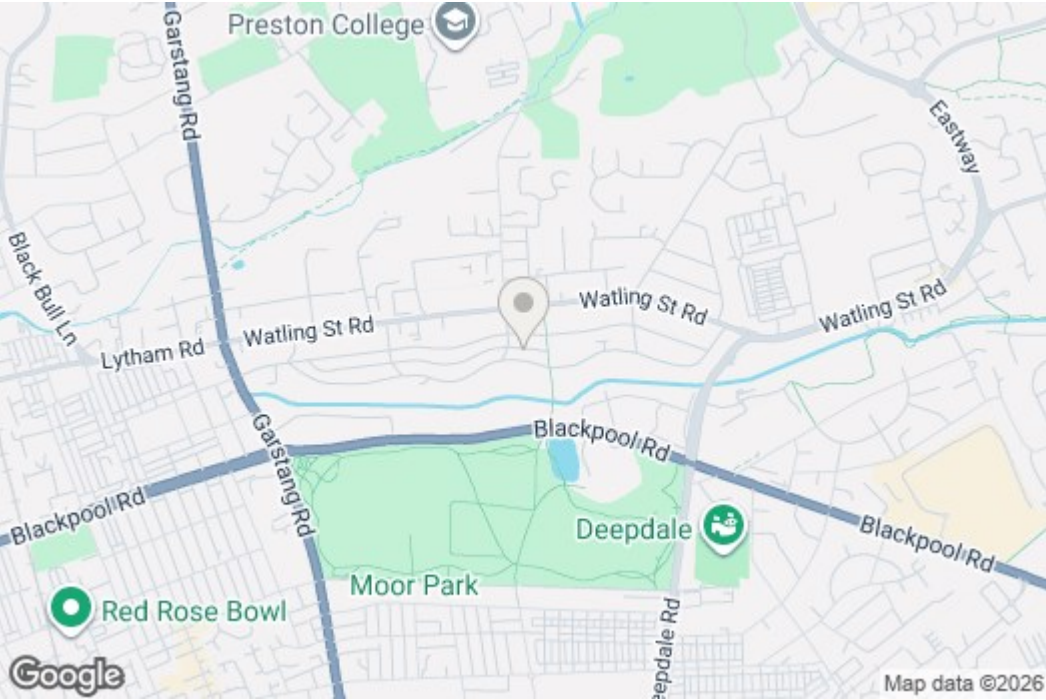 Preston College
Garstang Rd
Eastway
Black Bull Ln
Watling St Rd
Watling St Rd
Watling St Rd
Lytham Rd
Blackpool Rd
Garstang Rd
Blackpool Rd
Deepdale
Blackpool Rd
Moor Park
Red Rose Bowl
eepdale Rd
Google
Map data ©2026